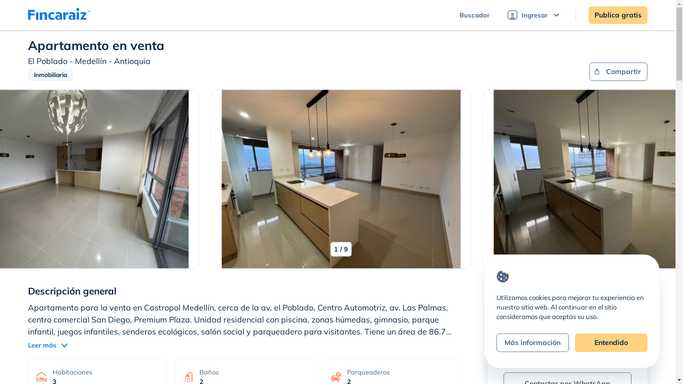 Fincaraiz
Buscador
Ingresar
Publica gratis
Apartamento en venta
El Poblado - Medellín - Antioquia
Inmobiliaria
Compartir
1 / 9
Descripción general
Apartamento para la venta en Castropol Medellín, cerca de la av. el Poblado, Centro Automotriz, av. Las Palmas,
centro comercial San Diego, Premium Plaza. Unidad residencial con piscina, zonas húmedas, gimnasio, parque
infantil, juegos infantiles, senderos ecológicos, salón social y parqueadero para visitantes. Tiene un área de 86.7...
Leer más
Habitaciones
3
Baños
2
Parqueaderos
2
Utilizamos cookies para mejorar tu experiencia en
nuestro sitio web. Al continuar en el sitio
consideramos que aceptas su uso.
Más información
Entendido
Contactar por WhatsApp